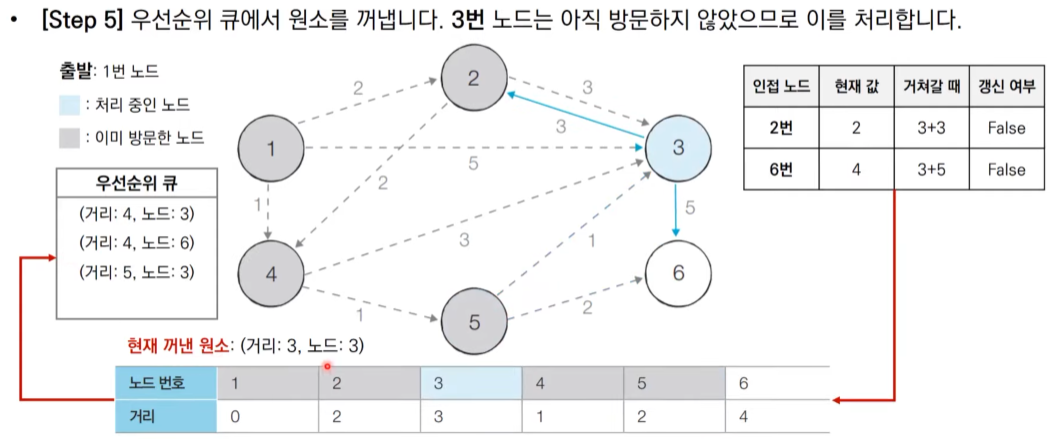 • [Step 5] 우선순위 큐에서 원소를 꺼냅니다. 3번 노드는 아직 방문하지 않았으므로 이를 처리합니다.
출발: 1번 노드
: 처리 중인 노드
: 이미 방문한 노드
우선순위 큐
(거리: 4, 노드: 3)
(거리: 4, 노드: 6)
(거리: 5, 노드: 3)
1
2
3
4
5
6
2
3
3
5
2
1
3
1
5
1
2
인접 노드 현재 값 거쳐갈 때 갱신 여부
2번 2 3+3 False
6번 4 3+5 False
현재 꺼낸 원소: (거리: 3, 노드: 3)
노드 번호 1 2 3 4 5 6
거리 0 2 3 1 2 4